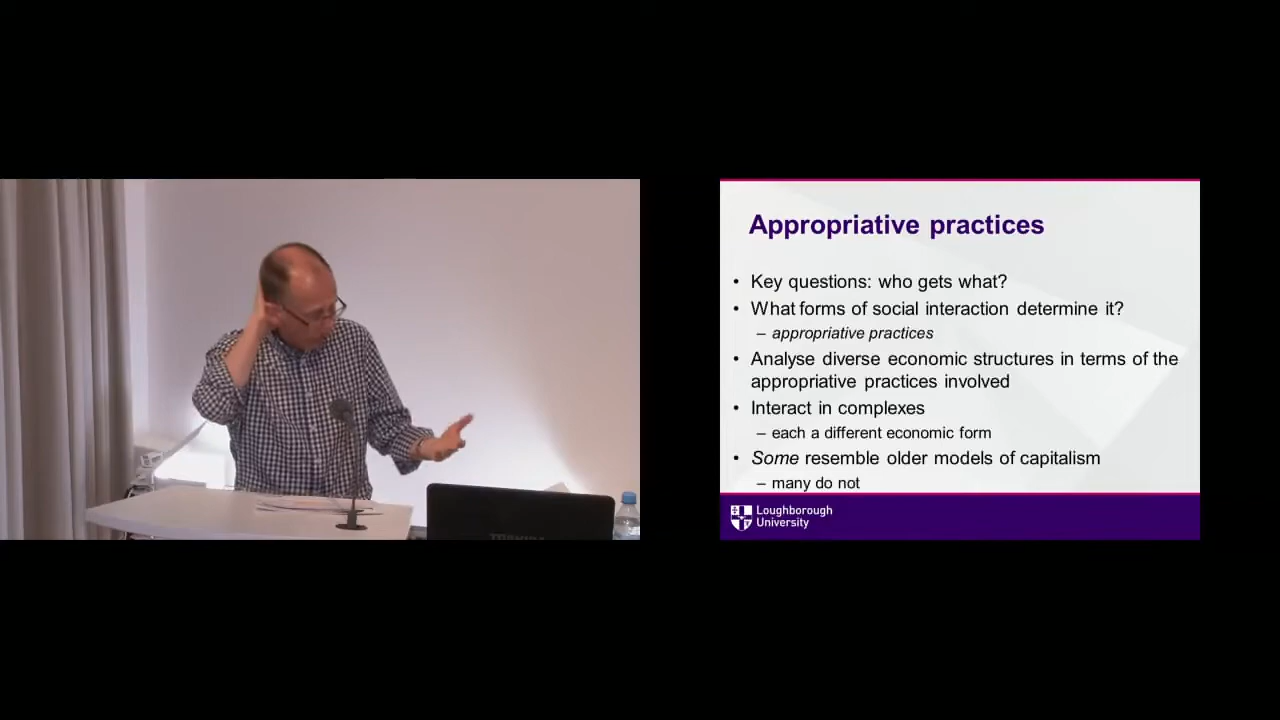 Appropriative practices
• Key questions: who gets what?
• What forms of social interaction determine it?
– appropriative practices
• Analyse diverse economic structures in terms of the
appropriative practices involved
• Interact in complexes
– each a different economic form
• Some resemble older models of capitalism
– many do not
Loughborough
University
TOSHIBA